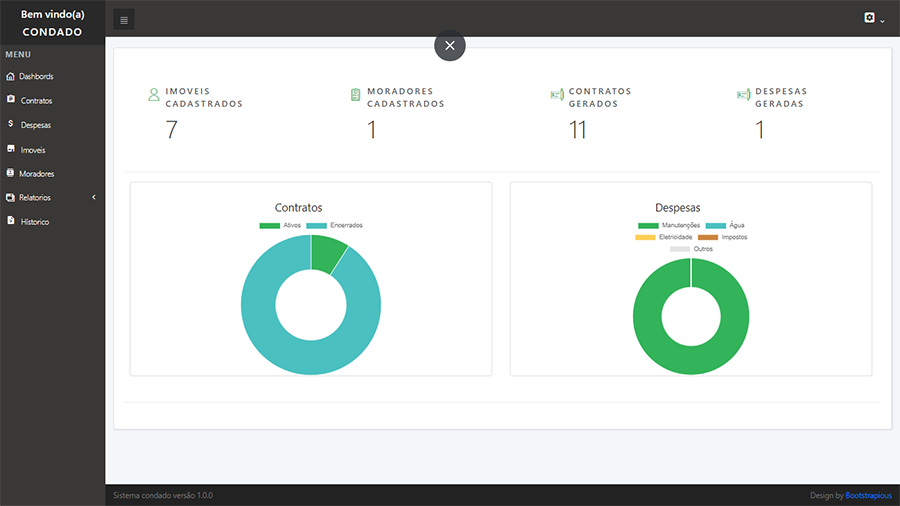 Bem vindo(a)
CONDADO
MENU
Dashbords
Contratos
Despesas
Imoveis
Moradores
Relatorios
Hístorico
IMOVEIS
CADASTRADOS
7
MORADORES
CADASTRADOS
1
CONTRATOS
GERADOS
11
DESPESAS
GERADAS
1
Contratos
Ativos Encerrados
Despesas
Manutenções Água
Eletricidade Impostos
Outros
Sistema condado versão 1.0.0
Design by Bootstrapious